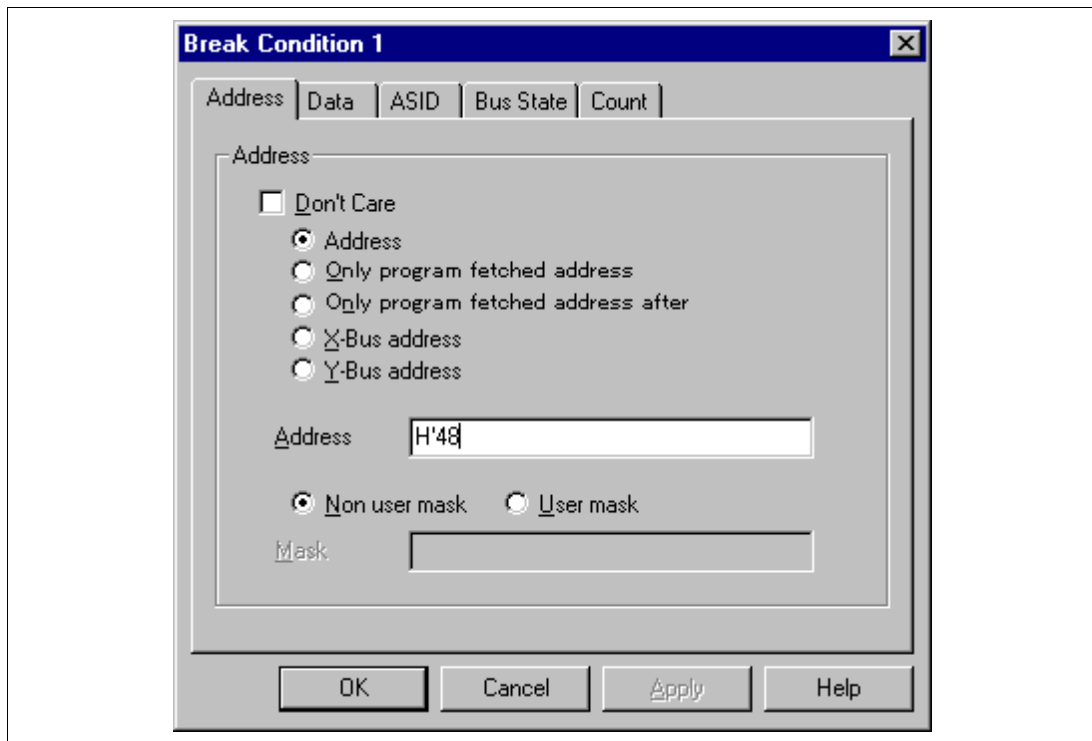 Break Condition 1
Address Data ASID Bus State Count
Address
Don't Care
Address
Only program fetched address
Only program fetched address after
X-Bus address
Y-Bus address
Address H'48
Non user mask User mask
Mask
OK Cancel Apply Help